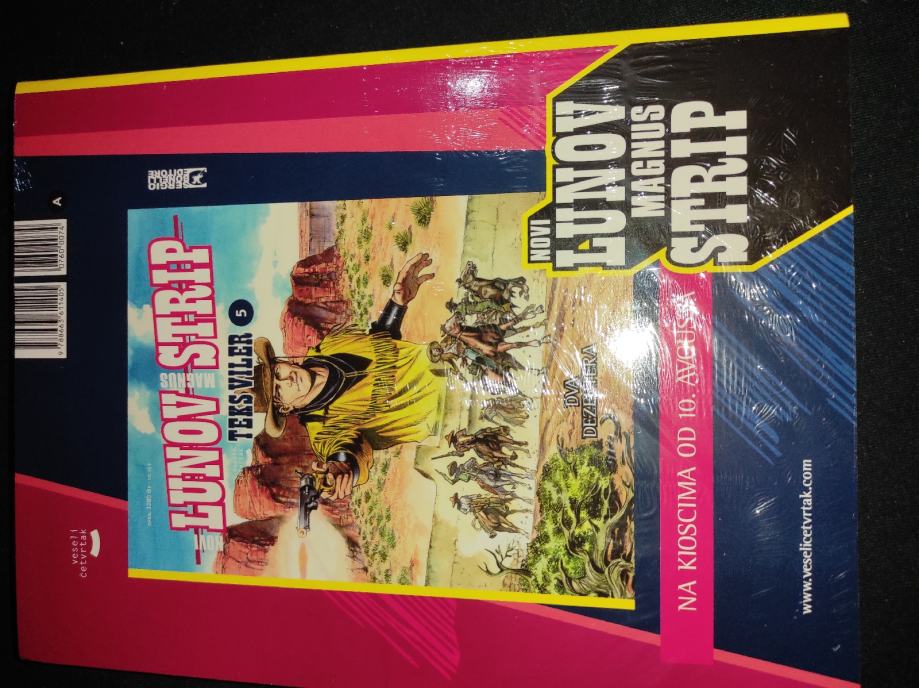 veseli
četvrtak
A
SERGIO
BONELLI
EDITORE
NOVI
LUNOV
MAGNUS
STRIP
TEKS VILER
5
DVA
DEZERTERA
NOVI
LUNOV
MAGNUS
STRIP
NA KIOSCIMA OD 10. AVGUSTA
www.veselicetvrtak.com